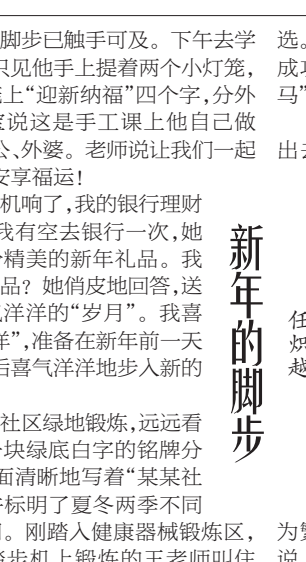 脚步已触手可及。下午去学
只见他手上提着两个小灯笼,
上“迎新纳福”四个字,分外
说这是手工课上他自己做
公、外婆。老师说让我们一起
安享福运!
机响了,我的银行理财
我有空去银行一次,她
精美的新年礼品。我
品?她俏皮地回答,送
洋洋的“岁月”。我喜
洋”,准备在新年前一天
后喜气洋洋地步入新的
社区绿地锻炼,远远看
块绿底白字的铭牌分
面清晰地写着“某某社
标明了夏冬两季不同
。刚踏入健康器械锻炼区,
踏步机上锻炼的王老师叫住
新年的脚步
选。
成功
马”
出去
任
炽
越
为繁
说